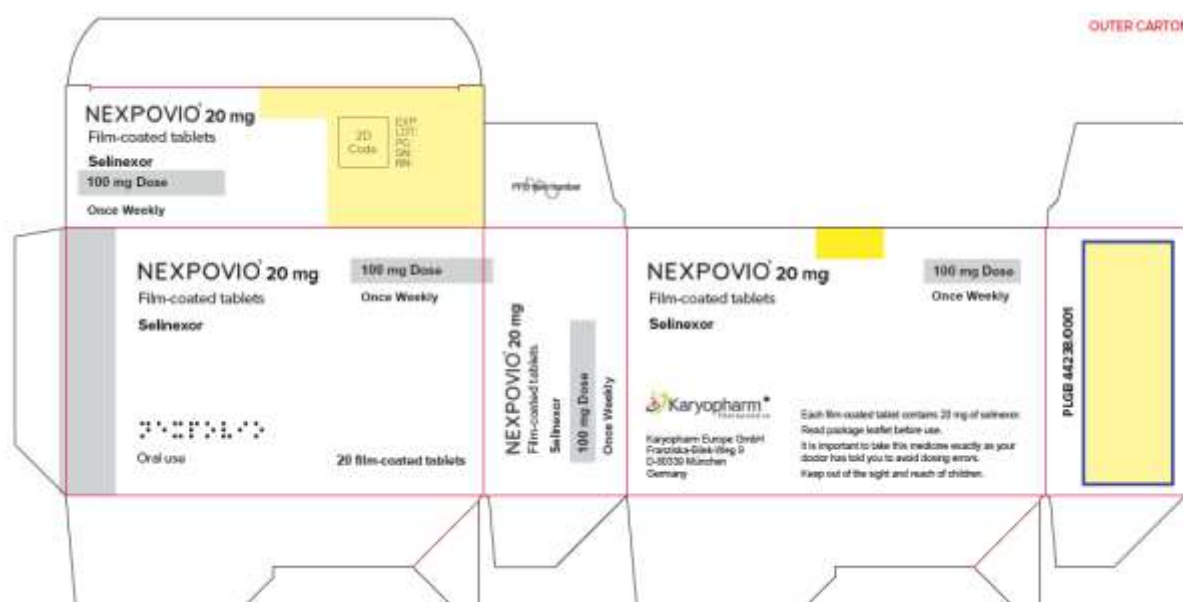 OUTER CARTON
NEXPOVIO® 20 mg
Film-coated tablets
Selinexor
100 mg Dose
Once Weekly
2D
Code
EXP:
LOT:
PC:
SN:
NN:
item number
NEXPOVIO® 20 mg
Film-coated tablets
Selinexor
100 mg Dose
Once Weekly
Oral use
20 film-coated tablets
NEXPOVIO® 20 mg
Film-coated tablets
Selinexor
100 mg Dose
Once Weekly
NEXPOVIO® 20 mg
Film-coated tablets
Selinexor
100 mg Dose
Once Weekly
Karyopharm
Therapeutics
Karyopharm Europe GmbH
Franziska-Bilek-Weg 9
D-80339 München
Germany
Each film-coated tablet contains 20 mg of selinexor.
Read package leaflet before use.
It is important to take this medicine exactly as your
doctor has told you to avoid dosing errors.
Keep out of the sight and reach of children.
PLGB 44238/0001